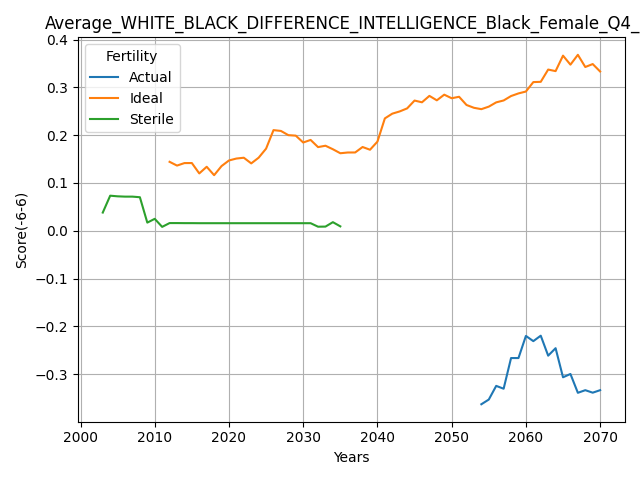 Average_WHITE_BLACK_DIFFERENCE_INTELLIGENCE_Black_Female_Q4_
Fertility
Actual
Ideal
Sterile
Score(-6-6)
0.4
0.3
0.2
0.1
0.0
−0.1
−0.2
−0.3
2000 2010 2020 2030 2040 2050 2060 2070
Years